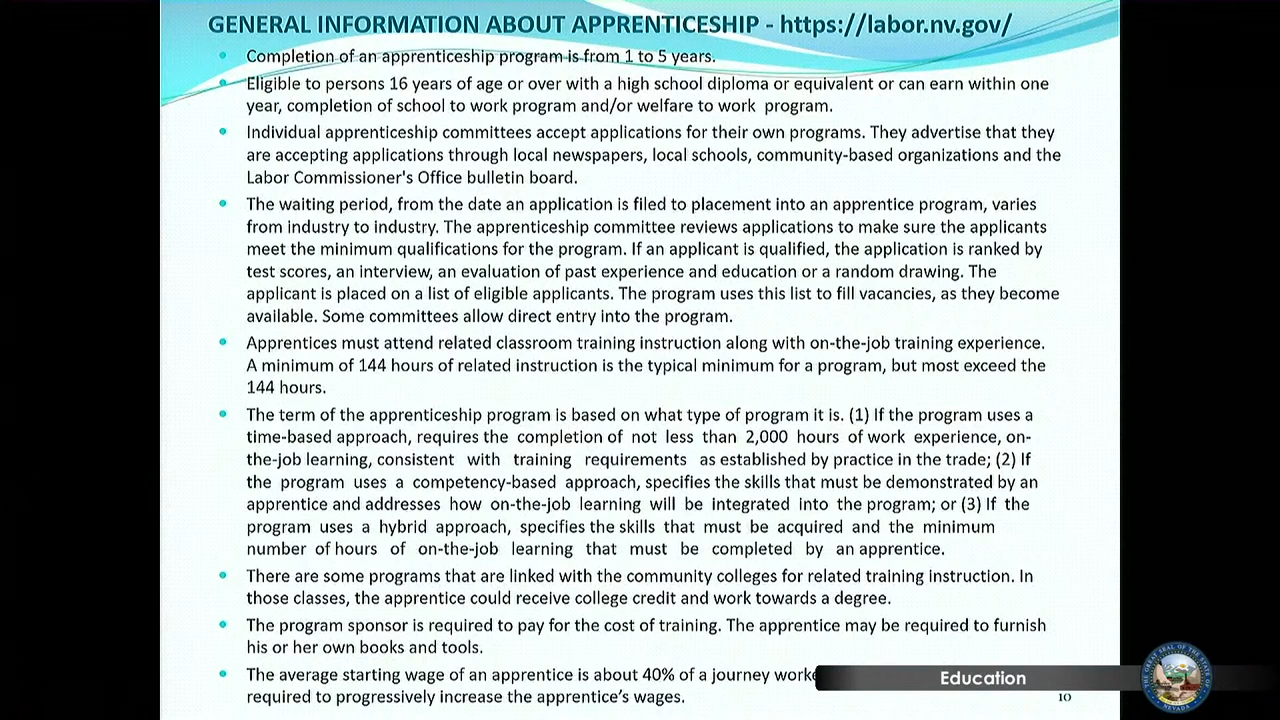 GENERAL INFORMATION ABOUT APPRENTICESHIP - https://labor.nv.gov/
Completion of an apprenticeship program is from 1 to 5 years.
Eligible to persons 16 years of age or over with a high school diploma or equivalent or can earn within one
year, completion of school to work program and/or welfare to work program.
Individual apprenticeship committees accept applications for their own programs. They advertise that they
are accepting applications through local newspapers, local schools, community-based organizations and the
Labor Commissioner's Office bulletin board.
The waiting period, from the date an application is filed to placement into an apprentice program, varies
from industry to industry. The apprenticeship committee reviews applications to make sure the applicants
meet the minimum qualifications for the program. If an applicant is qualified, the application is ranked by
test scores, an interview, an evaluation of past experience and education or a random drawing. The
applicant is placed on a list of eligible applicants. The program uses this list to fill vacancies, as they become
available. Some committees allow direct entry into the program.
Apprentices must attend related classroom training instruction along with on-the-job training experience.
A minimum of 144 hours of related instruction is the typical minimum for a program, but most exceed the
144 hours.
The term of the apprenticeship program is based on what type of program it is. (1) If the program uses a
time-based approach, requires the completion of not less than 2,000 hours of work experience, on-
the-job learning, consistent with training requirements as established by practice in the trade; (2) If
the program uses a competency-based approach, specifies the skills that must be demonstrated by an
apprentice and addresses how on-the-job learning will be integrated into the program; or (3) If the
program uses a hybrid approach, specifies the skills that must be acquired and the minimum
number of hours of on-the-job learning that must be completed by an apprentice.
There are some programs that are linked with the community colleges for related training instruction. In
those classes, the apprentice could receive college credit and work towards a degree.
The program sponsor is required to pay for the cost of training. The apprentice may be required to furnish
his or her own books and tools.
The average starting wage of an apprentice is about 40% of a journey
required to progressively increase the apprentice's wages.
Education
10